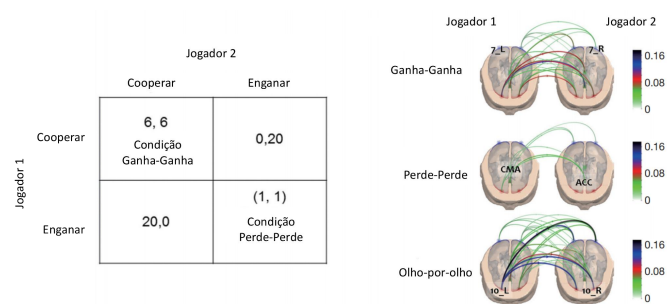 Jogador 2
Cooperar Enganar
Jogador 1
Cooperar
6, 6
Condição
Ganha-Ganha
0,20
Enganar
20,0
(1, 1)
Condição
Perde-Perde
Jogador 1 Jogador 2
Ganha-Ganha
7_L 7_R
0.16
0.08
0
Perde-Perde
CMA ACC
0.16
0.08
0
Olho-por-olho
10_L 10_R
0.16
0.08
0